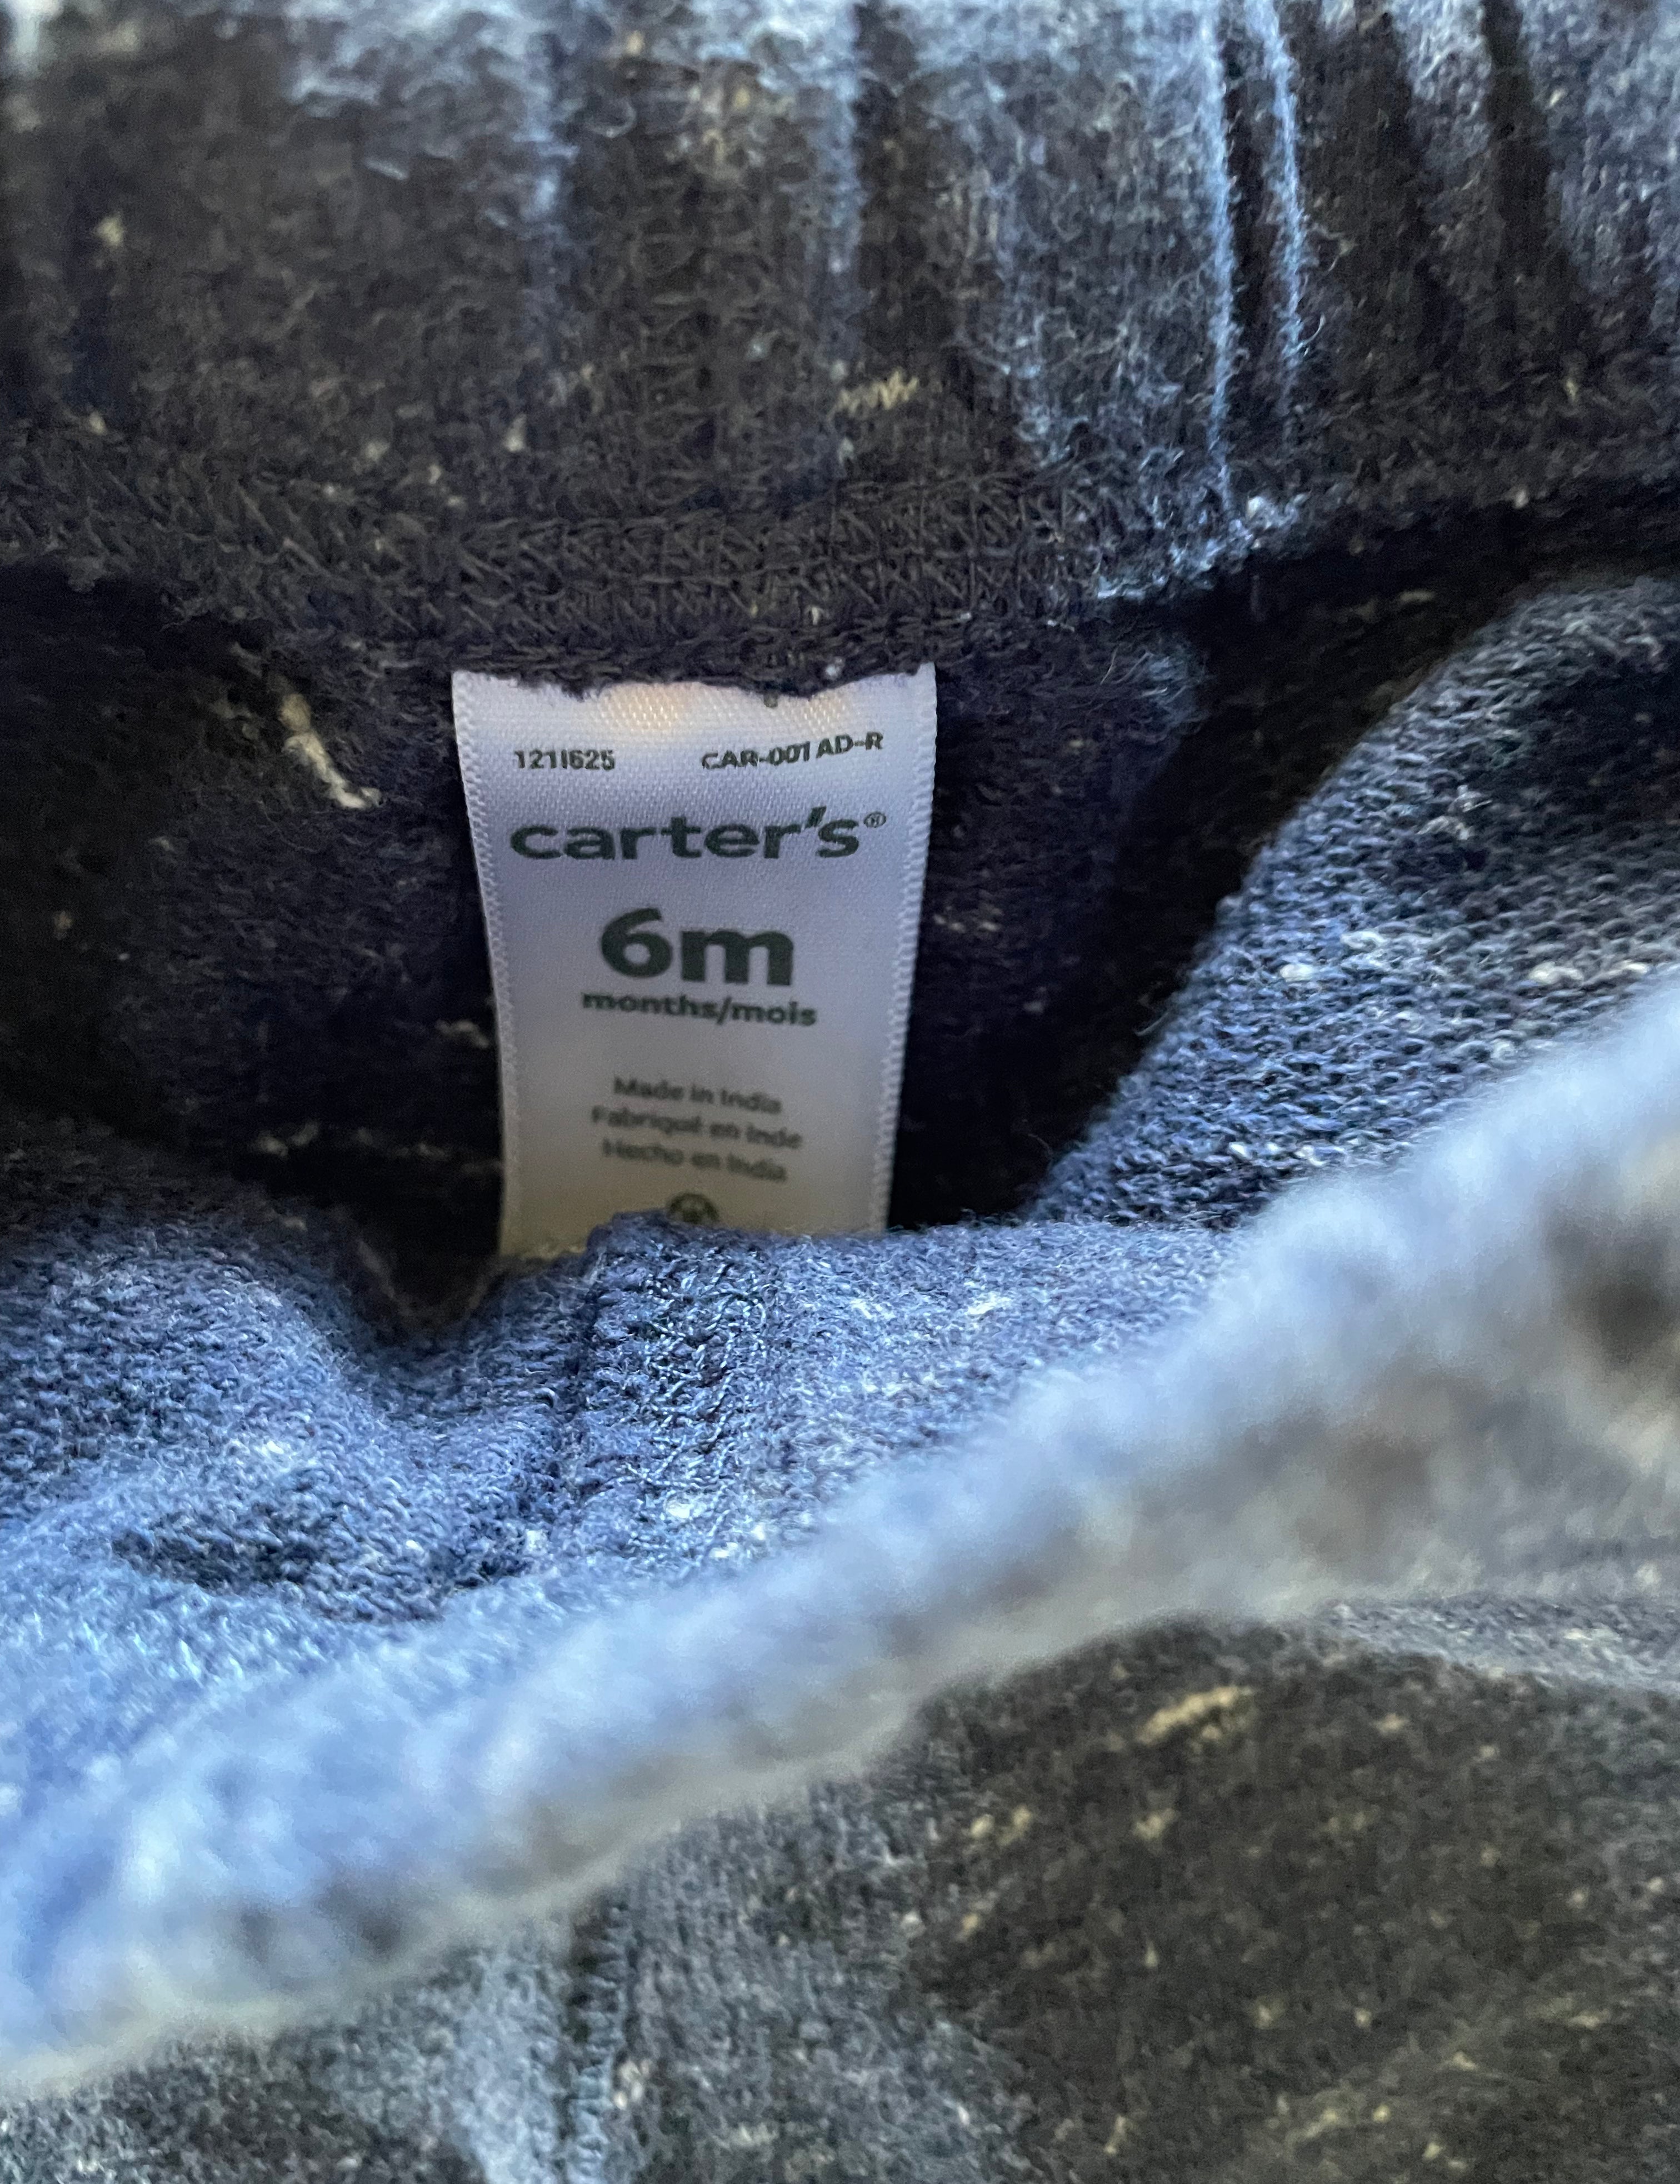 121I625 CAR-001 AD-R
carter's®
6m
months/mois
Made in India
Fabriqué en Inde
Hecho en India